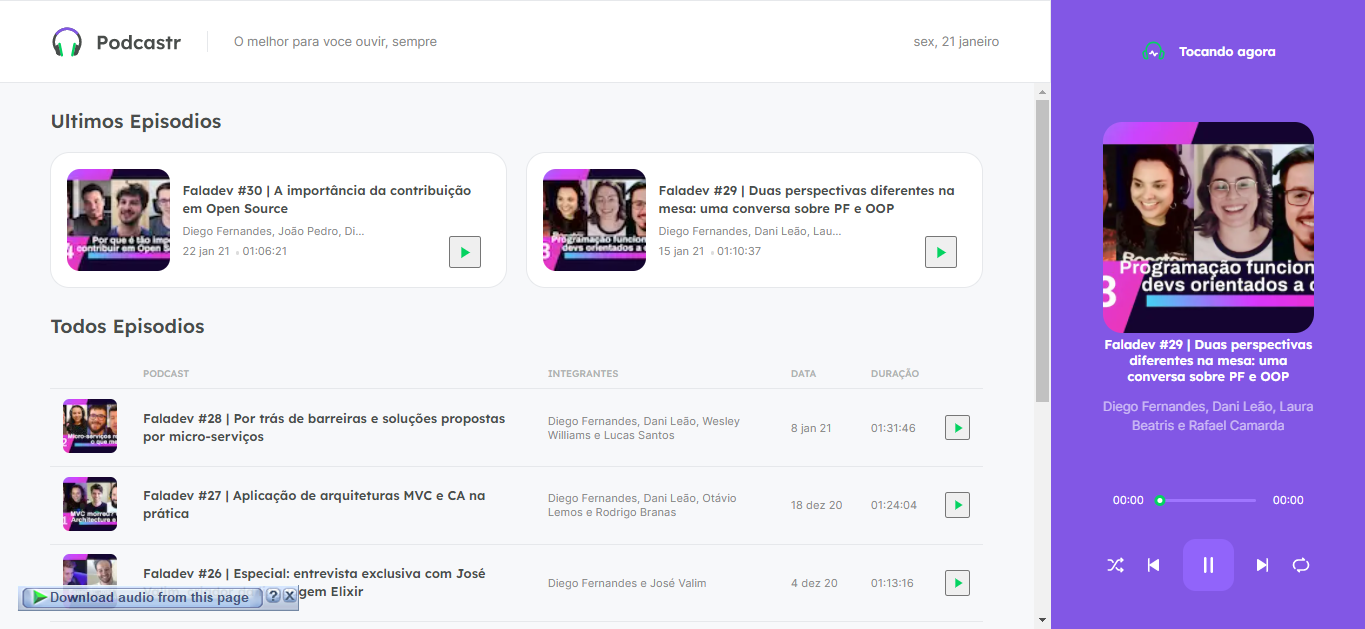 Podcastr
O melhor para voce ouvir, sempre
sex, 21 janeiro
Ultimos Episodios
Por que é tão imp
contribuir em Open S
Faladev #30 | A importância da contribuição
em Open Source
Diego Fernandes, João Pedro, Di...
22 jan 21
01:06:21
Programação funcion
devs orientados a
Faladev #29 | Duas perspectivas diferentes na
mesa: uma conversa sobre PF e OOP
Diego Fernandes, Dani Leão, Lau...
15 jan 21
01:10:37
Todos Episodios
PODCAST
INTEGRANTES
DATA
DURAÇÃO
Micro-serviços
o que
Faladev #28 | Por trás de barreiras e soluções propostas
por micro-serviços
Diego Fernandes, Dani Leão, Wesley
Williams e Lucas Santos
8 jan 21
01:31:46
MVC morreu?
Architecture e
Faladev #27 | Aplicação de arquiteturas MVC e CA na
prática
Diego Fernandes, Dani Leão, Otávio
Lemos e Rodrigo Branas
18 dez 20
01:24:04
Faladev #26 | Especial: entrevista exclusiva com José
gem Elixir
Diego Fernandes e José Valim
4 dez 20
01:13:16
Download audio from this page
? X
Tocando agora
Programação funcion
devs orientados a
3
Faladev #29 | Duas perspectivas
diferentes na mesa: uma
conversa sobre PF e OOP
Diego Fernandes, Dani Leão, Laura
Beatris e Rafael Camarda
00:00
00:00